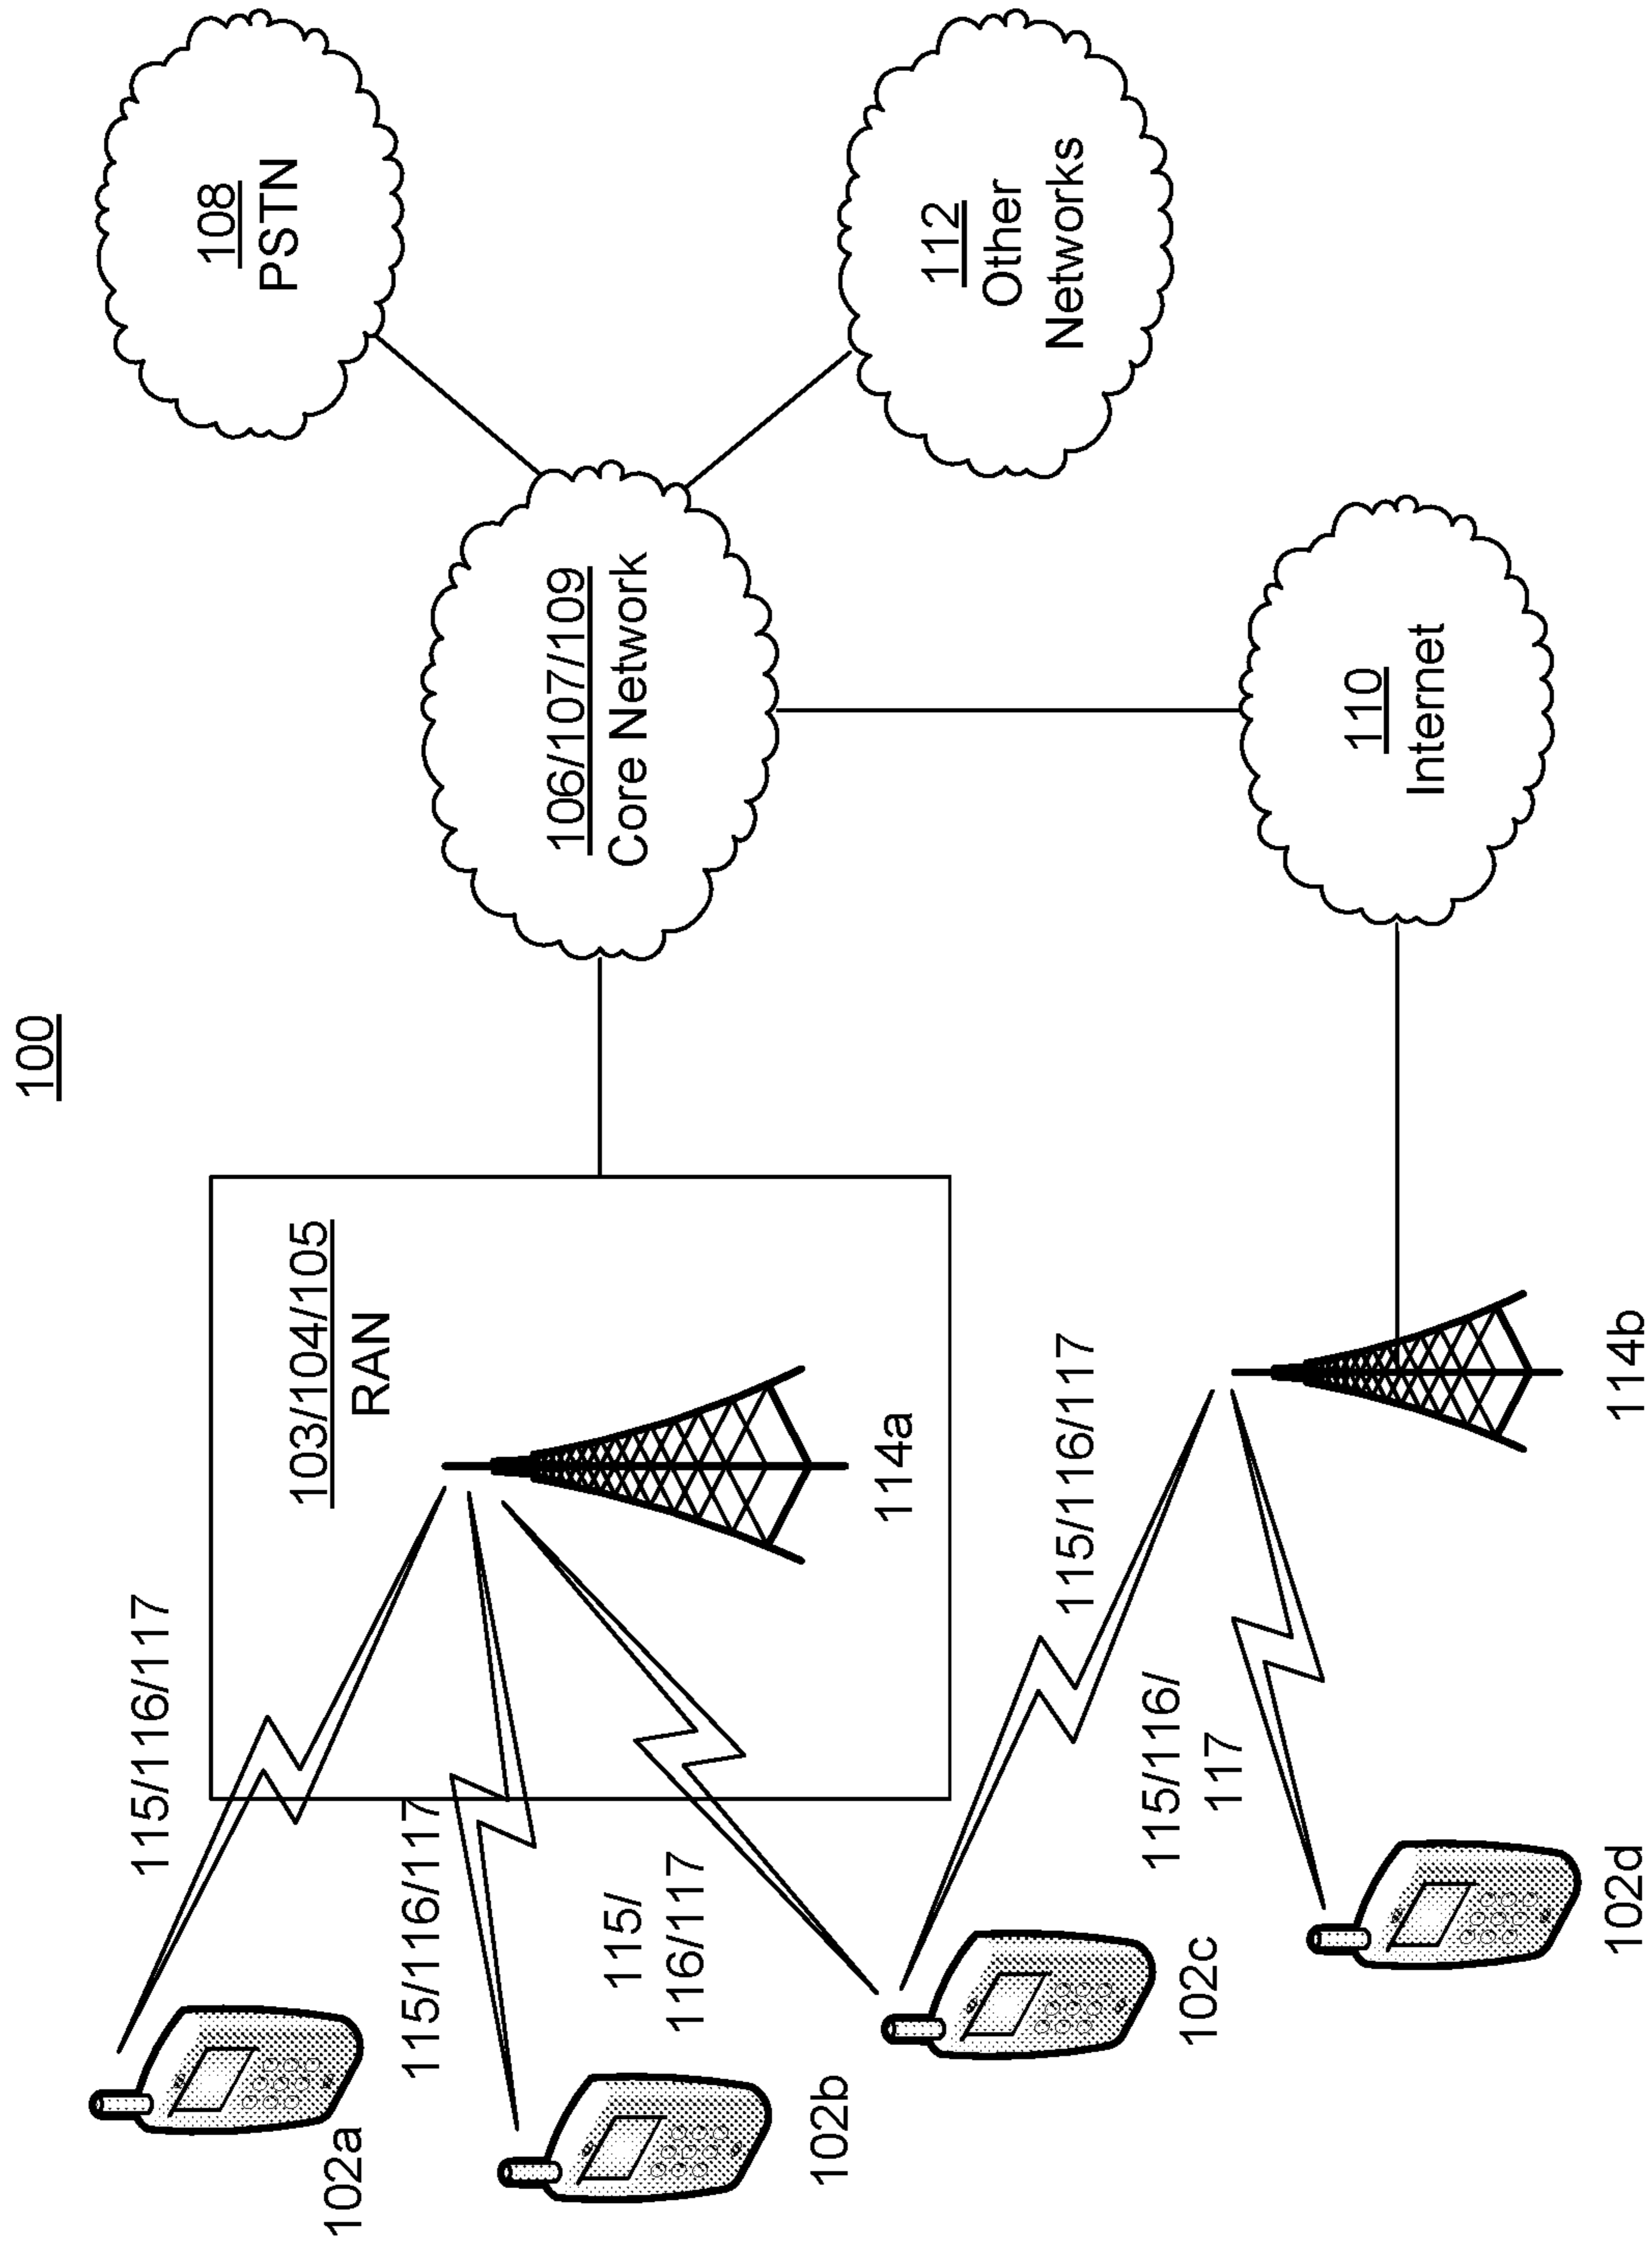 100
115/116/117
102a
103/104/105
RAN
115/116/117
102b
115/
116/117
114a
102c
115/116/117
115/116/
117
102d
114b
106/107/109
Core Network
108
PSTN
112
Other
Networks
110
Internet